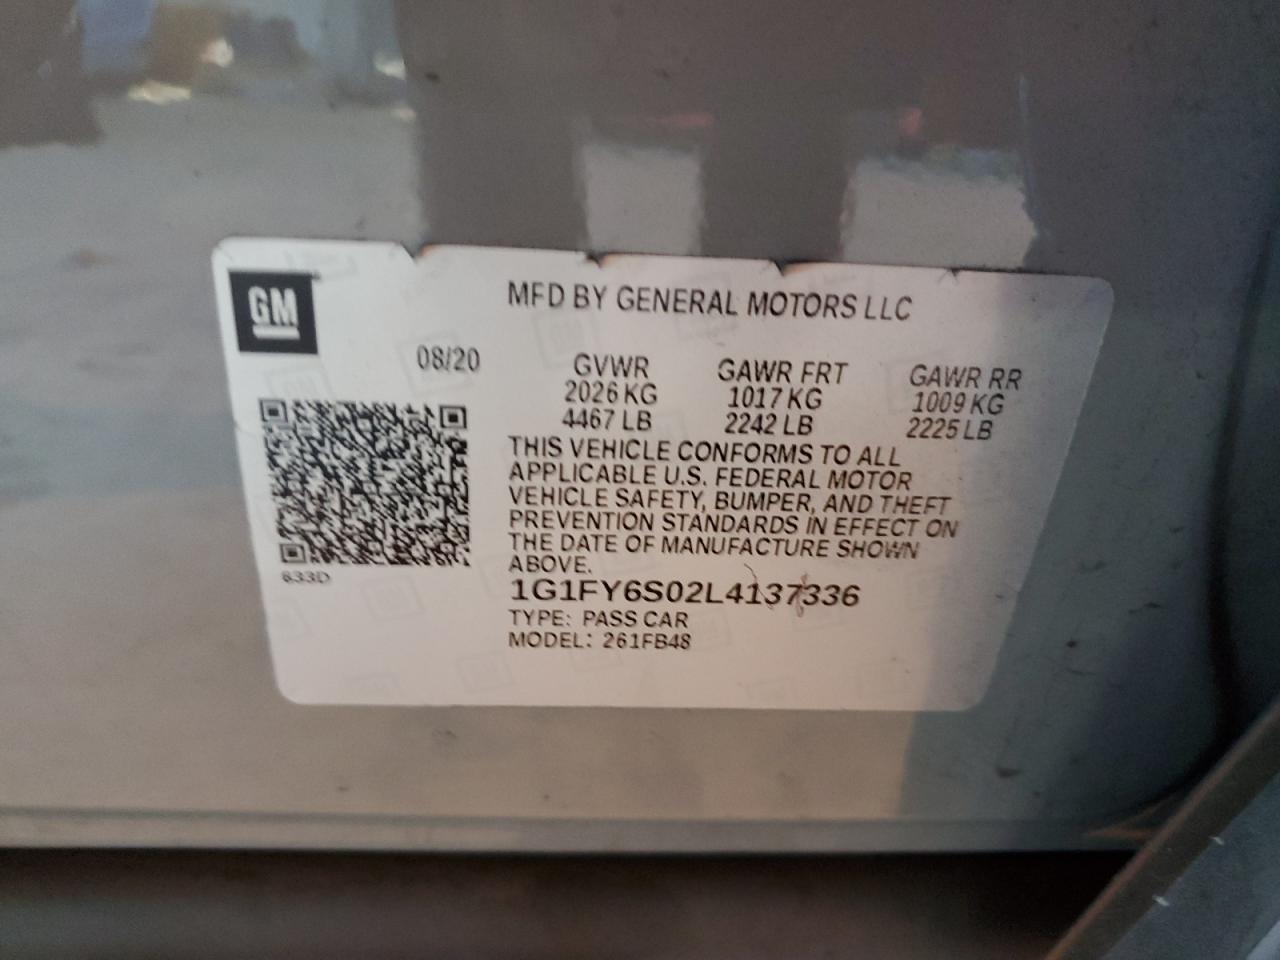 GM
MFD BY GENERAL MOTORS LLC
08/20 GVWR GAWR FRT GAWR RR
2026 KG 1017 KG 1009 KG
4467 LB 2242 LB 2225 LB
THIS VEHICLE CONFORMS TO ALL
APPLICABLE U.S. FEDERAL MOTOR
VEHICLE SAFETY, BUMPER, AND THEFT
PREVENTION STANDARDS IN EFFECT ON
THE DATE OF MANUFACTURE SHOWN
ABOVE.
633D
1G1FY6S02L4137336
TYPE: PASS CAR
MODEL: 261FB48